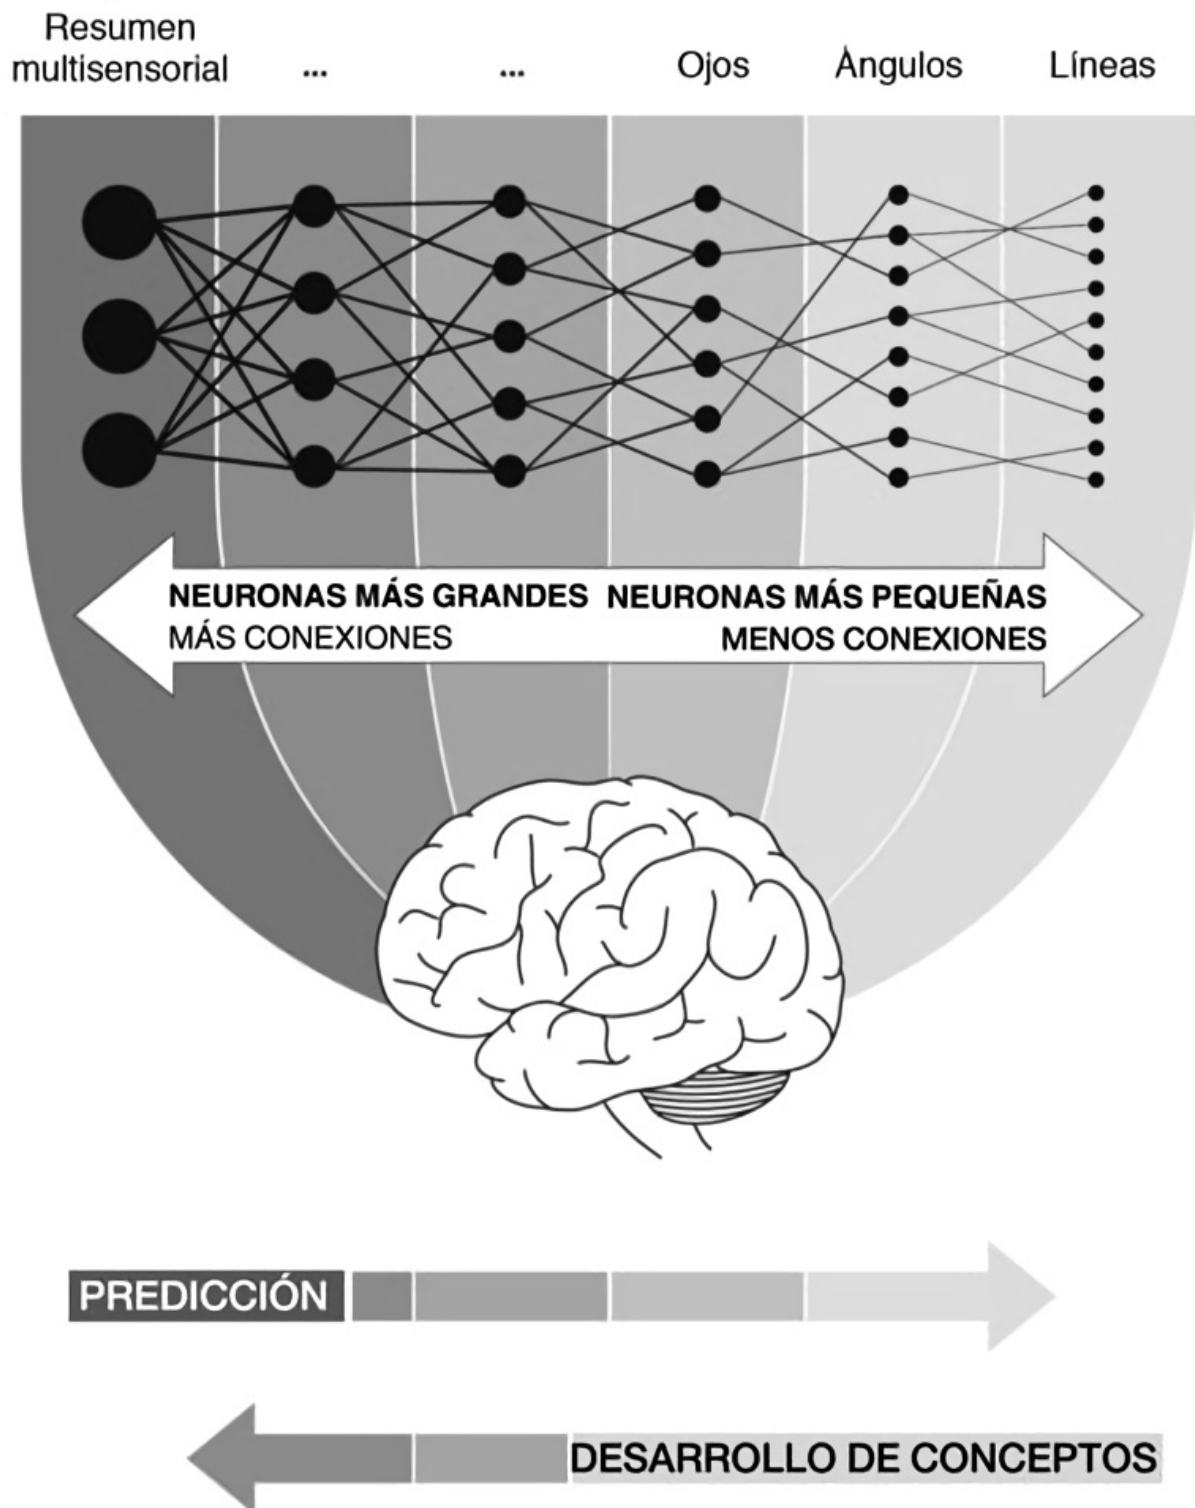 Resumen
multisensorial ... ... Ojos Ángulos Líneas
NEURONAS MÁS GRANDES NEURONAS MÁS PEQUEÑAS
MÁS CONEXIONES MENOS CONEXIONES
PREDICCIÓN
DESARROLLO DE CONCEPTOS